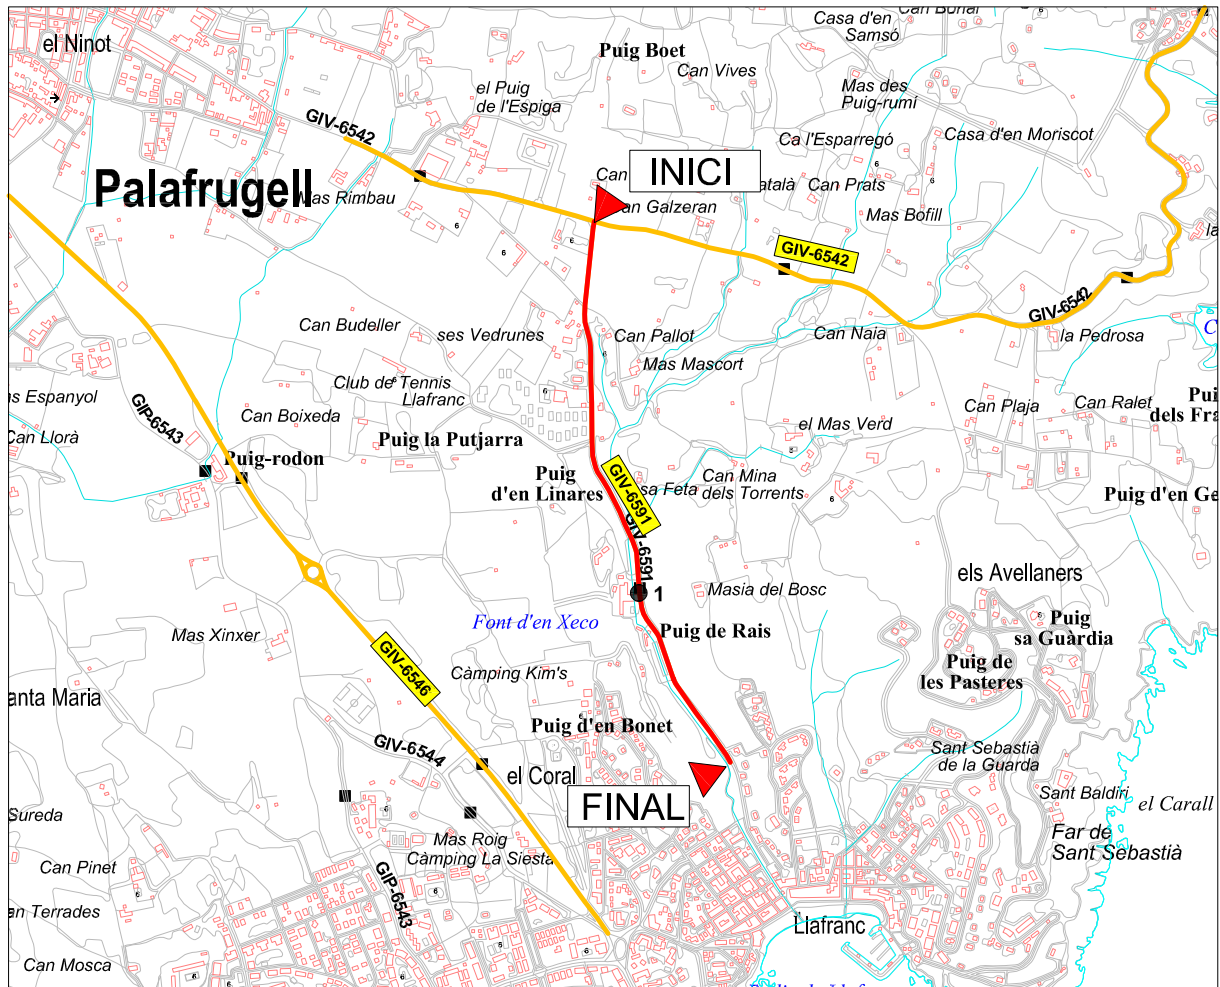 Can Bonal
Casa d'en
Samsó
el Ninot
Puig Boet
Can Vives
el Puig
de l'Espiga
Mas des
Puig-rumí
GIV-6542
Ca l'Esparregó
Casa d'en Moriscot
INICI
Can
Palafrugell
Mas Rimbau
Can Prats
an Galzeran
Mas Bofill
GIV-6542
GIV-6542
Can Budeller
ses Vedrunes
Can Pallot
Can Naia
la Pedrosa
C
Mas Mascort
Club de Tennis
Llafranc
GIP-6543
Can Boixeda
Can Plaja
Can Ralet
dels Fra
Can Llorà
el Mas Verd
Puig la Putjarra
Puig-rodon
Puig
d'en Linares
GIV-6591
sa Feta
Can Mina
dels Torrents
Puig d'en Ge
GIV-6591
els Avellaners
1
Masia del Bosc
Font d'en Xeco
Puig de Rais
Puig
sa Guàrdia
Mas Xinxer
GIV-6546
Càmping Kim's
Puig de
les Pasteres
anta Maria
Puig d'en Bonet
GIV-6544
Sant Sebastià
de la Guarda
el Coral
FINAL
Sant Baldiri
el Carall
Sureda
Far de
Sant Sebastià
Mas Roig
Càmping La Siesta
Can Pinet
GIP-6543
an Terrades
Llafranc
Can Mosca